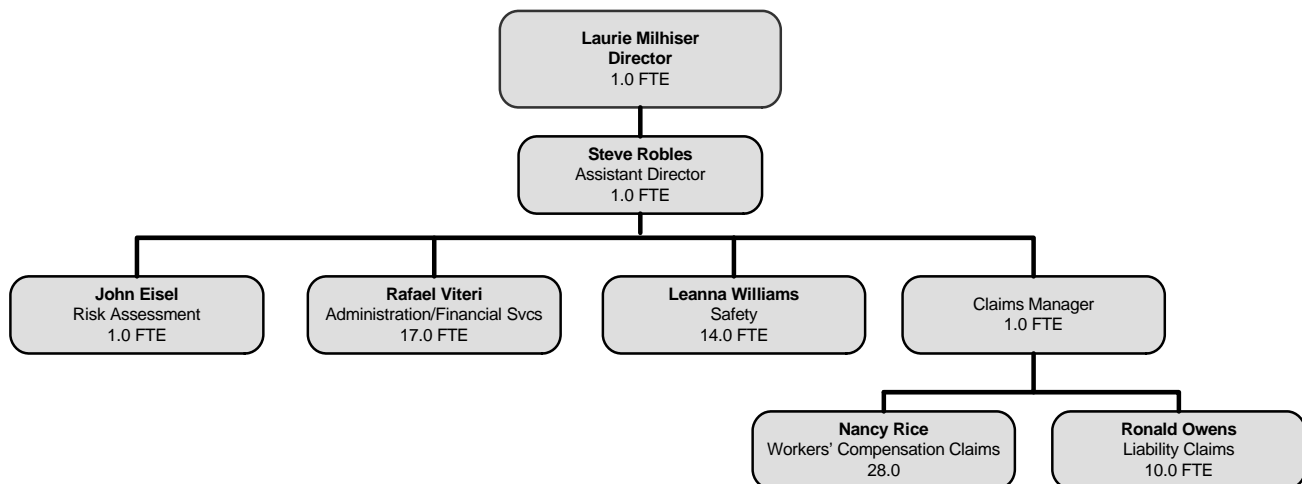 Laurie Milhiser
Director
1.0 FTE
Steve Robles
Assistant Director
1.0 FTE
John Eisel
Risk Assessment
1.0 FTE
Rafael Viteri
Administration/Financial Svcs
17.0 FTE
Leanna Williams
Safety
14.0 FTE
Claims Manager
1.0 FTE
Nancy Rice
Workers' Compensation Claims
28.0
Ronald Owens
Liability Claims
10.0 FTE